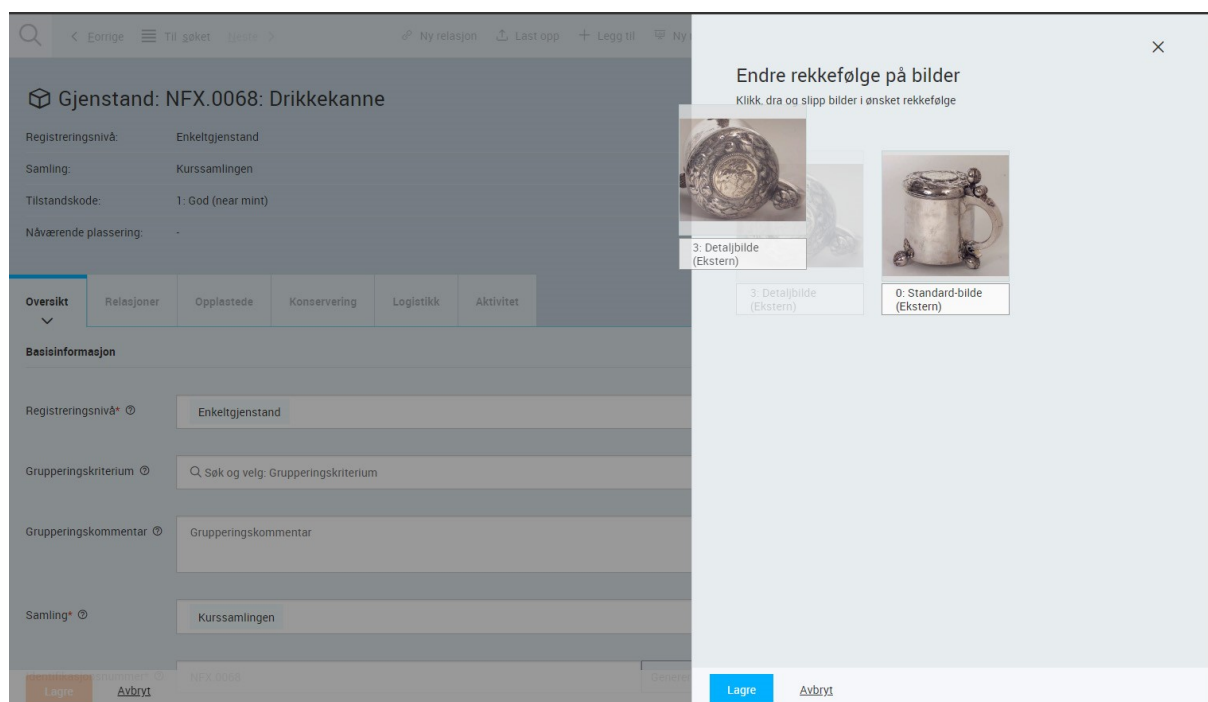 Forrige Til søket Neste Ny relasjon Last opp Legg til Ny
Gjenstand: NFX.0068: Drikkekanne
Registreringsnivå: Enkeltgjenstand
Samling: Kurssamlingen
Tilstandskode: 1: God (near mint)
Nåværende plassering: -
Oversikt Relasjoner Opplastede Konservering Logistikk Aktivitet
Basisinformasjon
Registreringsnivå* Enkeltgjenstand
Grupperingskriterium Søk og velg: Grupperingskriterium
Grupperingskommentar Grupperingskommentar
Samling* Kurssamlingen
NFX.0068
Lagre Avbryt
Endre rekkefølge på bilder
Klikk, dra og slipp bilder i ønsket rekkefølge
3: Detaljbilde
(Ekstern)
3: Detaljbilde
(Ekstern)
0: Standard-bilde
(Ekstern)
Lagre Avbryt